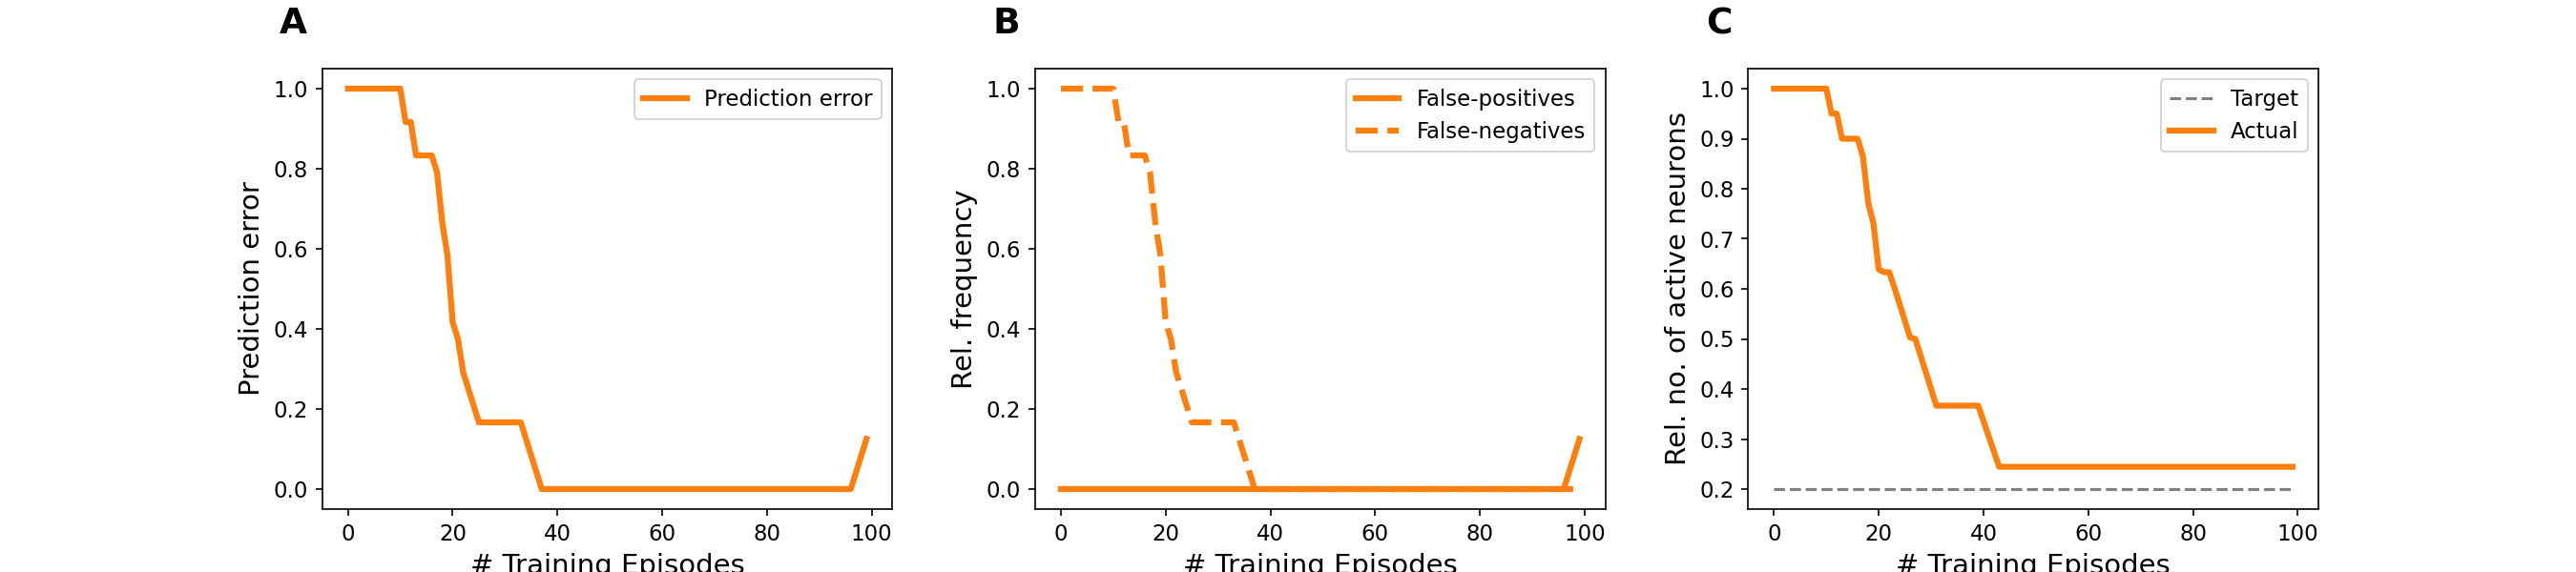 A
1.0
0.8
0.6
0.4
0.2
0.0
Prediction error
Prediction error
0 20 40 60 80 100
# Training Episodes
B
1.0
0.8
0.6
0.4
0.2
0.0
Rel. frequency
False-positives
False-negatives
0 20 40 60 80 100
# Training Episodes
C
1.0
0.9
0.8
0.7
0.6
0.5
0.4
0.3
0.2
Rel. no. of active neurons
Target
Actual
0 20 40 60 80 100
# Training Episodes